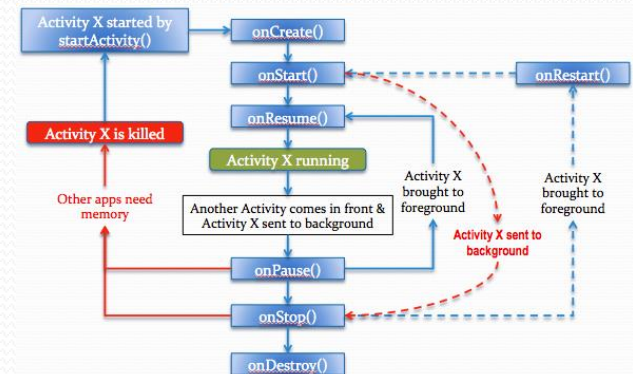 Activity X started by
startActivity()
onCreate()
onStart()
onRestart()
onResume()
Activity X is killed
Activity X running
Other apps need
memory
Another Activity comes in front &
Activity X sent to background
Activity X
brought to
foreground
Activity X
brought to
foreground
Activity X sent to
background
onPause()
onStop()
onDestroy()